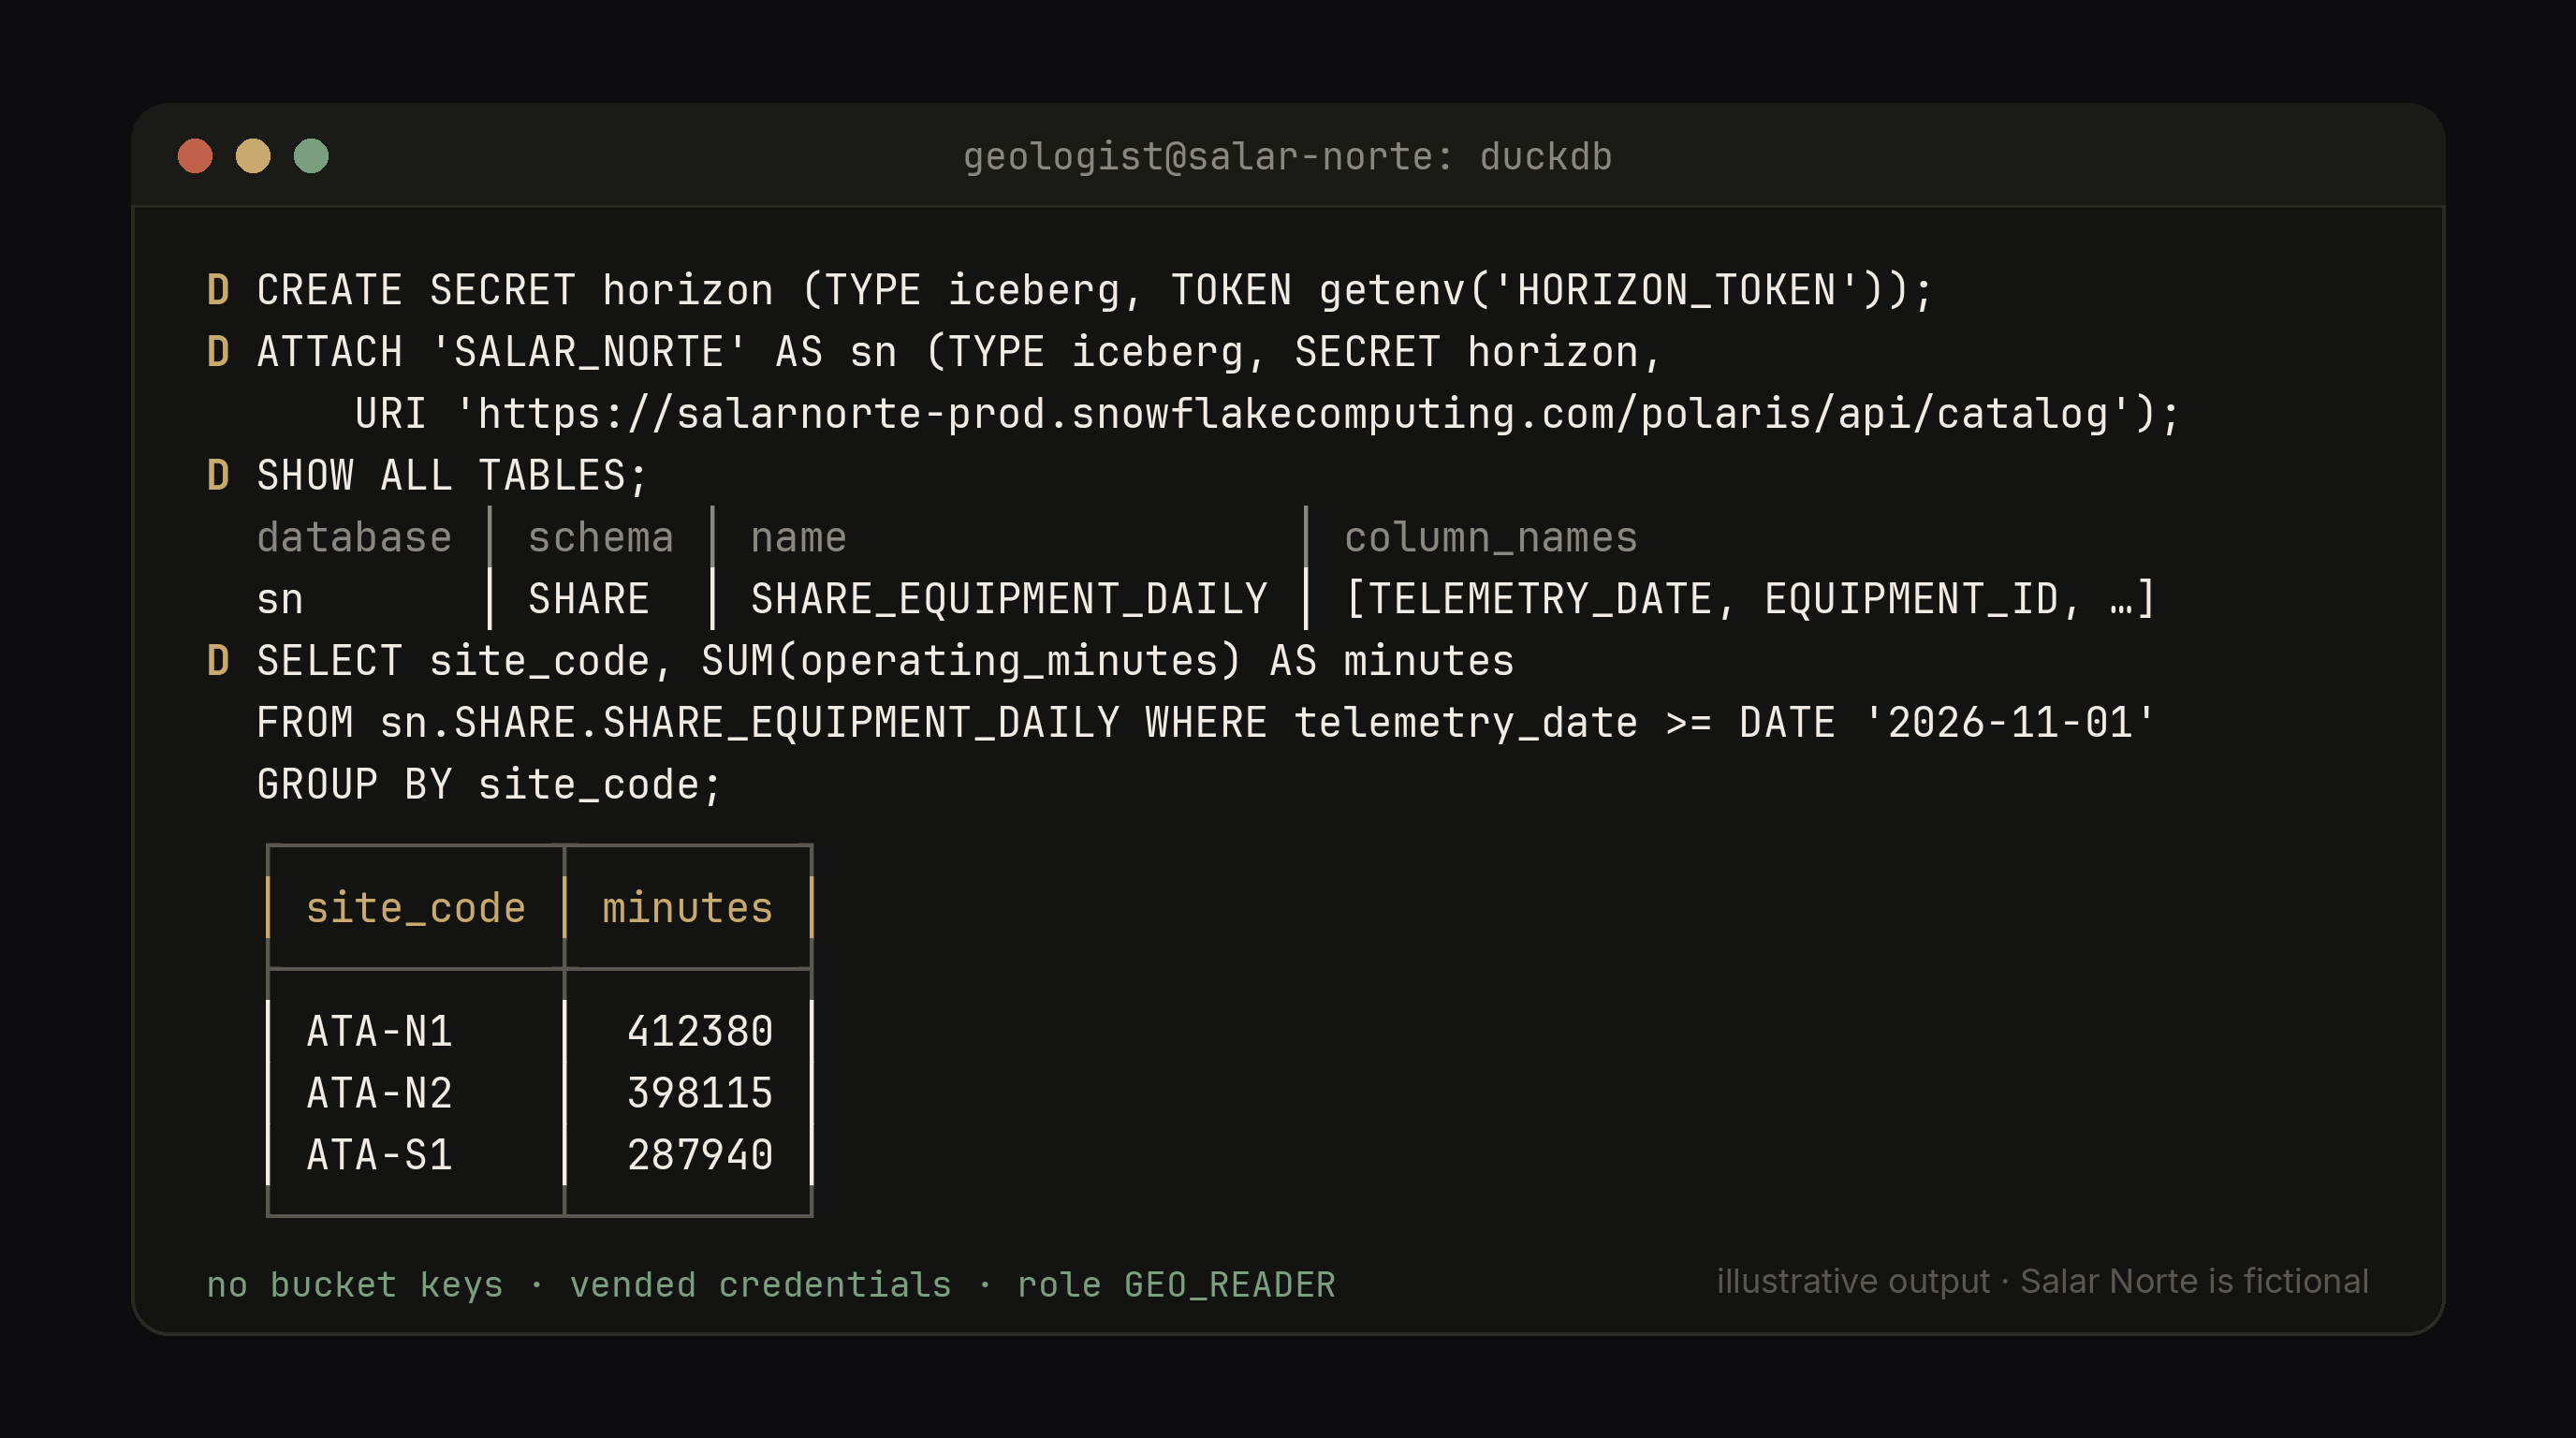 geologist@salar-norte: duckdb
D CREATE SECRET horizon (TYPE iceberg, TOKEN getenv('HORIZON_TOKEN'));
D ATTACH 'SALAR_NORTE' AS sn (TYPE iceberg, SECRET horizon,
URI 'https://salarnorte-prod.snowflakecomputing.com/polaris/api/catalog');
D SHOW ALL TABLES;
database │ schema │ name │ column_names
sn │ SHARE │ SHARE_EQUIPMENT_DAILY │ [TELEMETRY_DATE, EQUIPMENT_ID, …]
D SELECT site_code, SUM(operating_minutes) AS minutes
FROM sn.SHARE.SHARE_EQUIPMENT_DAILY WHERE telemetry_date >= DATE '2026-11-01'
GROUP BY site_code;
│ site_code │ minutes │
│ ATA-N1 │ 412380 │
│ ATA-N2 │ 398115 │
│ ATA-S1 │ 287940 │
no bucket keys · vended credentials · role GEO_READER
illustrative output · Salar Norte is fictional